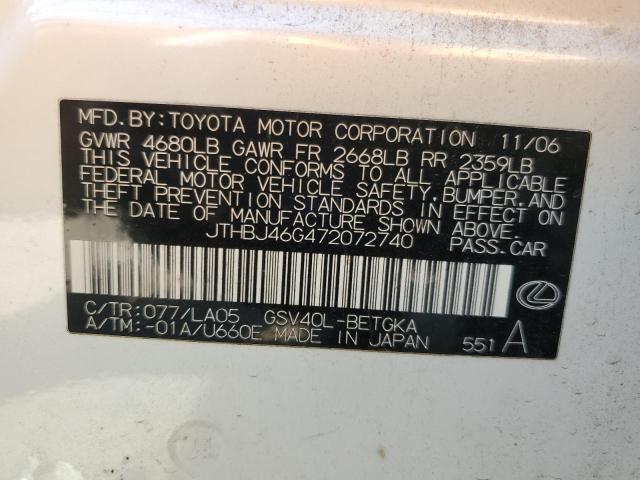 MFD.BY:TOYOTA MOTOR CORPORATION 11/06
GVWR 4680LB GAWR FR 2668LB RR 2359LB
THIS VEHICLE CONFORMS TO ALL APPLICABLE
FEDERAL MOTOR VEHICLE SAFETY, BUMPER, AND
THEFT PREVENTION STANDARDS IN EFFECT ON
THE DATE OF MANUFACTURE SHOWN ABOVE.
JTHBJ46G472072740 PASS.CAR
C/TR:077/LA05 GSV40L-BETGKA
A/TM:-01A/U660E MADE IN JAPAN 551 A